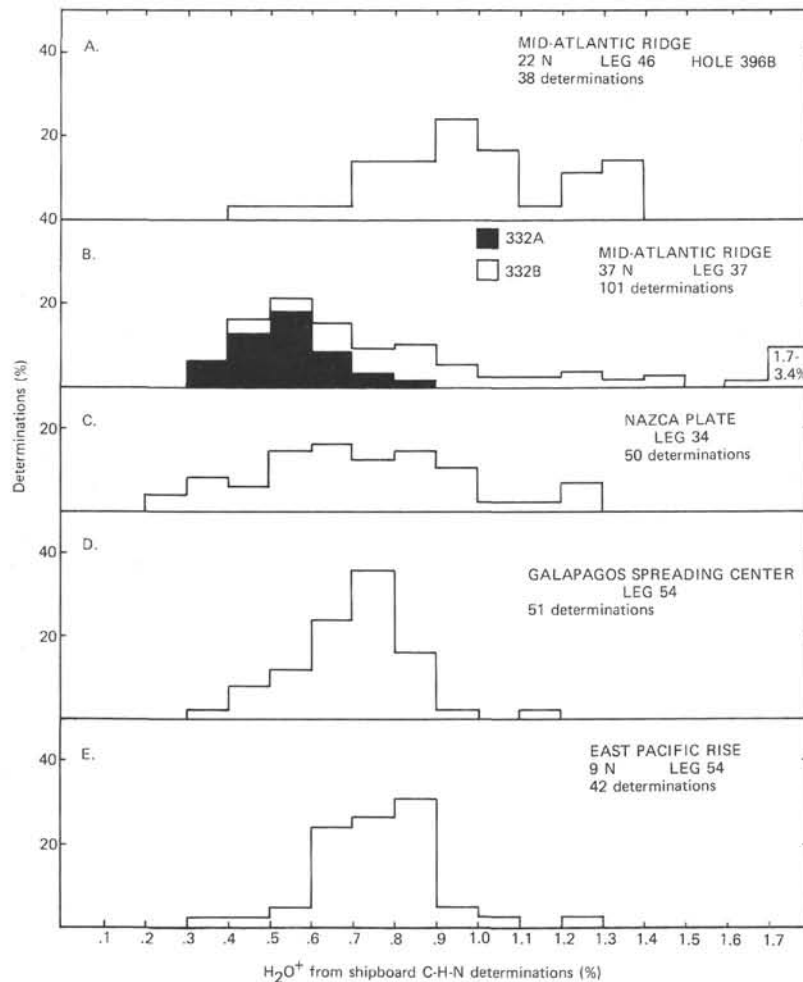 A.
MID-ATLANTIC RIDGE
22 N LEG 46 HOLE 396B
38 determinations
40
20
40
B.
332A
332B
MID-ATLANTIC RIDGE
37 N LEG 37
101 determinations
20
1.7-
3.4%
Determinations (%)
C.
NAZCA PLATE
LEG 34
50 determinations
20
D.
GALAPAGOS SPREADING CENTER
LEG 54
51 determinations
40
20
E.
EAST PACIFIC RISE
9 N LEG 54
42 determinations
40
20
.1 .2 .3 .4 .5 .6 .7 .8 .9 1.0 1.1 1.2 1.3 1.4 1.5 1.6 1.7
H₂O⁺ from shipboard C-H-N determinations (%)